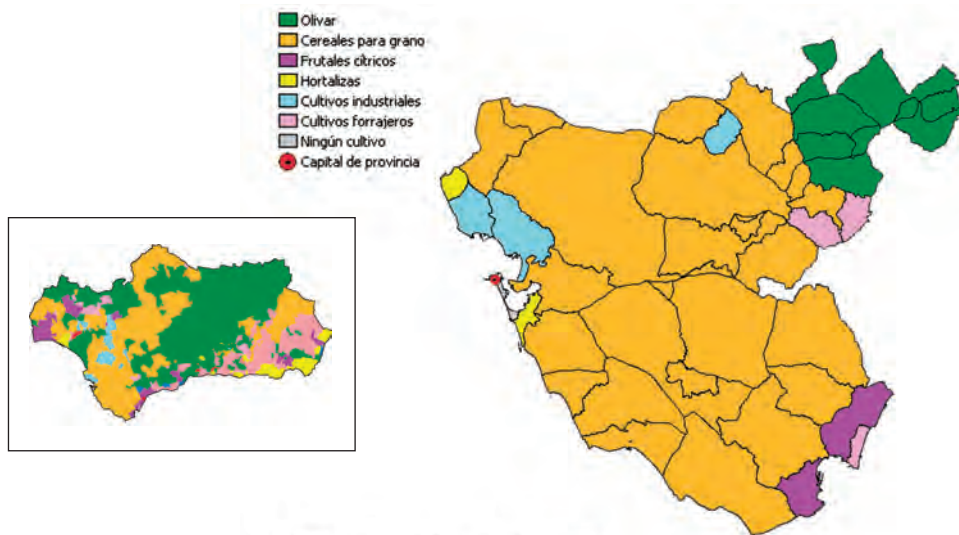 Olivar
Cereales para grano
Frutales cítricos
Hortalizas
Cultivos industriales
Cultivos forrajeros
Ningún cultivo
Capital de provincia